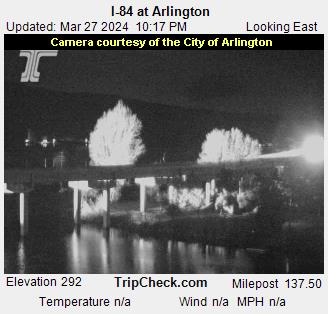 I-84 at Arlington
Updated: Mar 27 2024 10:17 PM Looking East
Camera courtesy of the City of Arlington
Elevation 292 TripCheck.com Milepost 137.50
Temperature n/a Wind n/a MPH n/a